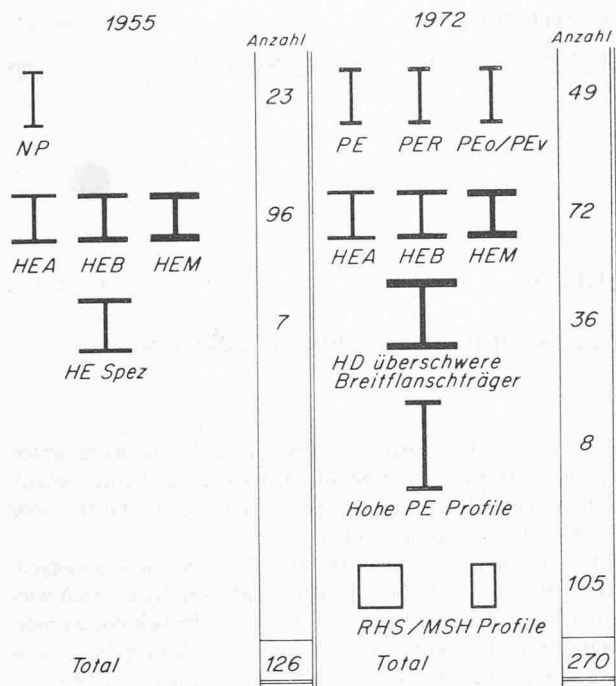 1955
Anzahl
NP
23
HEA HEB HEM
96
HE Spez
7
Total
126
1972
Anzahl
PE PER PEo/PEv
49
HEA HEB HEM
72
HD überschwere
Breitflanschträger
36
Hohe PE Profile
8
RHS/MSH Profile
105
Total
270